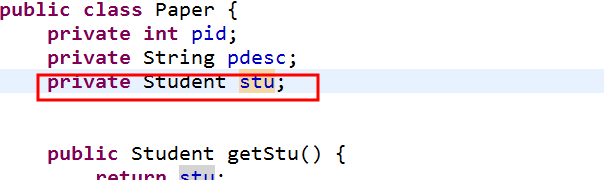 public class Paper {
private int pid;
private String pdesc;
private Student stu;
public Student getStu() {
return stu;